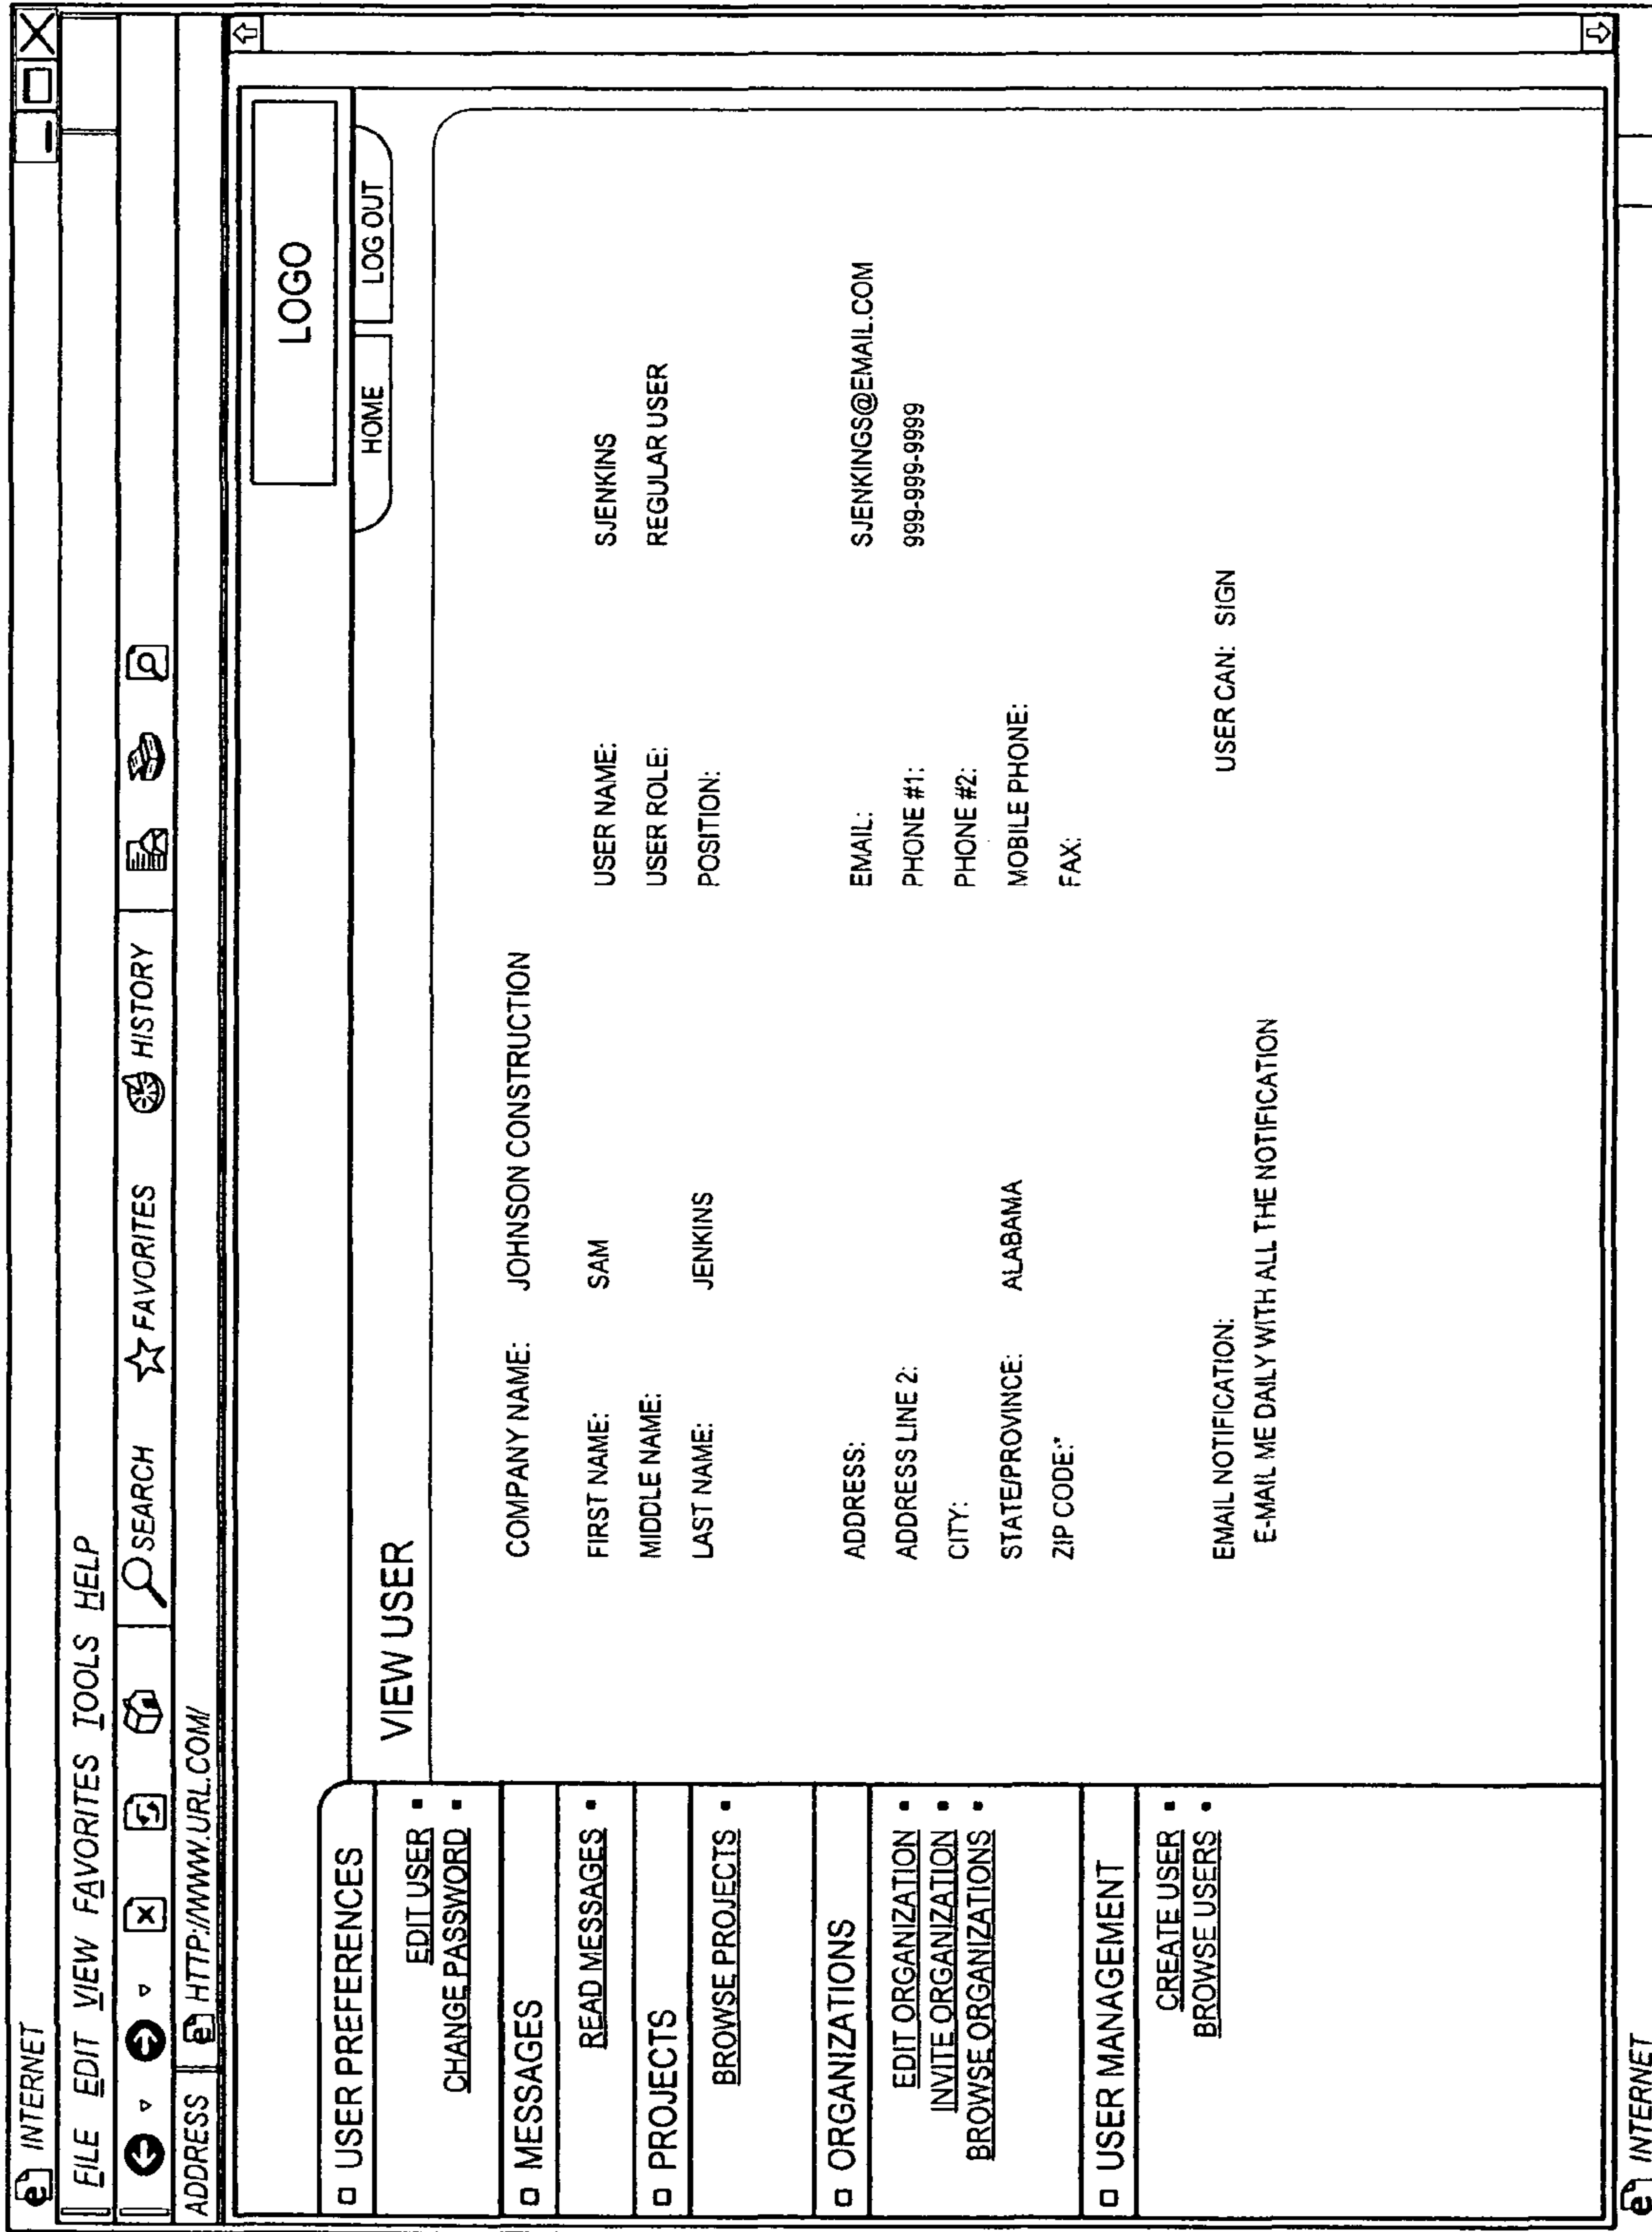 INTERNET
FILE EDIT VIEW FAVORITES TOOLS HELP
SEARCH FAVORITES HISTORY
ADDRESS HTTP://WWW.URL.COM/
LOGO
HOME LOG OUT
USER PREFERENCES
EDIT USER
CHANGE PASSWORD
MESSAGES
READ MESSAGES
PROJECTS
BROWSE PROJECTS
ORGANIZATIONS
EDIT ORGANIZATION
INVITE ORGANIZATION
BROWSE ORGANIZATIONS
USER MANAGEMENT
CREATE USER
BROWSE USERS
VIEW USER
COMPANY NAME: JOHNSON CONSTRUCTION
FIRST NAME: SAM USER NAME: SJENKINS
MIDDLE NAME: USER ROLE: REGULAR USER
LAST NAME: JENKINS POSITION:
ADDRESS: EMAIL: SJENKINGS@EMAIL.COM
ADDRESS LINE 2: PHONE #1: 999-999-9999
CITY: PHONE #2:
STATE/PROVINCE: ALABAMA MOBILE PHONE:
ZIP CODE:* FAX:
EMAIL NOTIFICATION: USER CAN: SIGN
E-MAIL ME DAILY WITH ALL THE NOTIFICATION
INTERNET